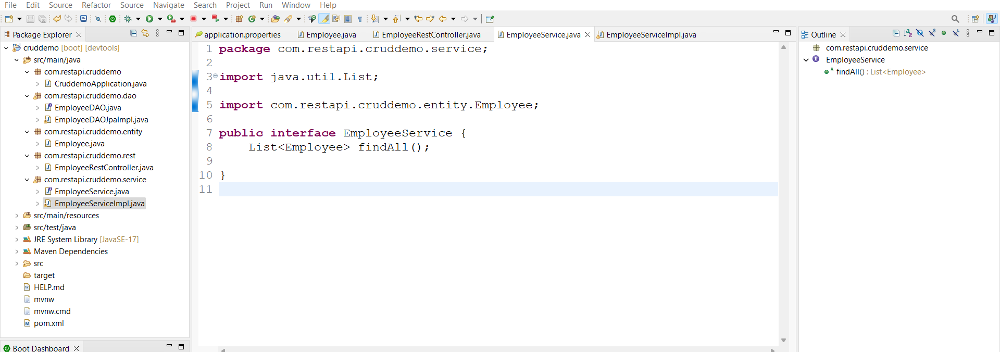 File Edit Source Refactor Source Navigate Search Project Run Window Help
Package Explorer
cruddemo [boot] [devtools]
src/main/java
com.restapi.cruddemo
CruddemoApplication.java
com.restapi.cruddemo.dao
EmployeeDAO.java
EmployeeDAOJpaImpl.java
com.restapi.cruddemo.entity
Employee.java
com.restapi.cruddemo.rest
EmployeeRestController.java
com.restapi.cruddemo.service
EmployeeService.java
EmployeeServiceImpl.java
src/main/resources
src/test/java
JRE System Library [JavaSE-17]
Maven Dependencies
src
target
HELP.md
mvnw
mvnw.cmd
pom.xml
Boot Dashboard
application.properties Employee.java EmployeeRestController.java EmployeeService.java EmployeeServiceImpl.java
1 package com.restapi.cruddemo.service;
2
3 import java.util.List;
4
5 import com.restapi.cruddemo.entity.Employee;
6
7 public interface EmployeeService {
8 List<Employee> findAll();
9
10 }
11
Outline
com.restapi.cruddemo.service
EmployeeService
findAll() : List<Employee>